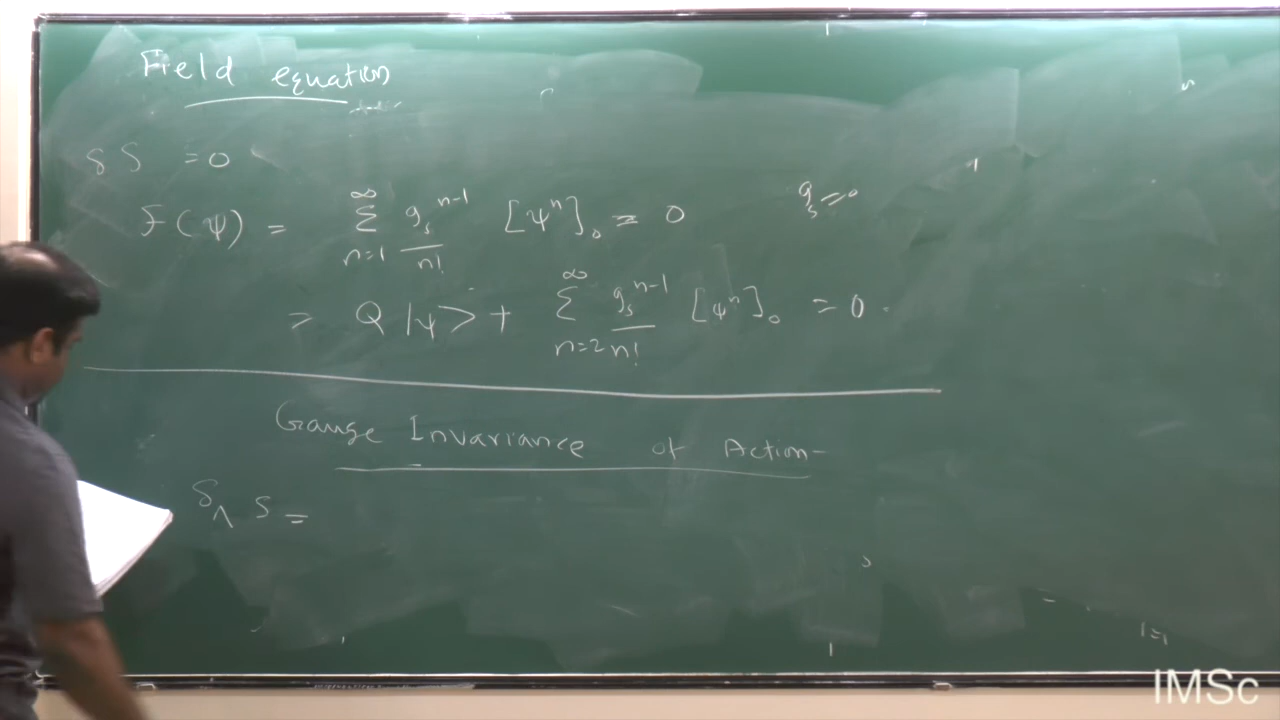 Field equation
δS = 0
F(ψ) = ∑_{n=1}^{∞} g_s^{n-1}/n! [ψ^n]_0 = 0 g_s → 0
= Q|ψ> + ∑_{n=2}^{∞} g_s^{n-1}/n! [ψ^n]_0 = 0.
Gauge Invariance of Action
δ_Λ S =
IMSc